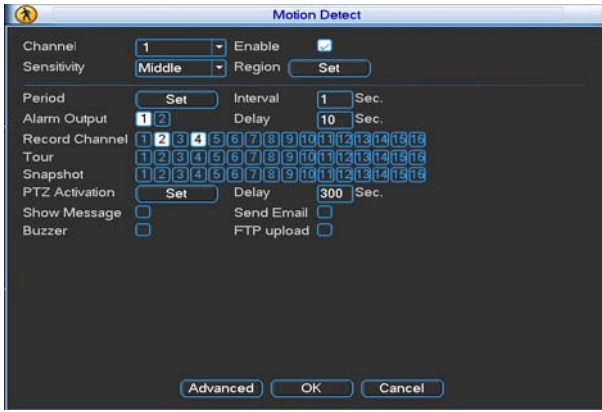 Motion Detect
Channel 1 Enable
Sensitivity Middle Region Set
Period Set Interval 1 Sec.
Alarm Output 1 2 Delay 10 Sec.
Record Channel 1 2 3 4 5 6 7 8 9 10 11 12 13 14 15 16
Tour 1 2 3 4 5 6 7 8 9 10 11 12 13 14 15 16
Snapshot 1 2 3 4 5 6 7 8 9 10 11 12 13 14 15 16
PTZ Activation Set Delay 300 Sec.
Show Message Send Email
Buzzer FTP upload
Advanced OK Cancel